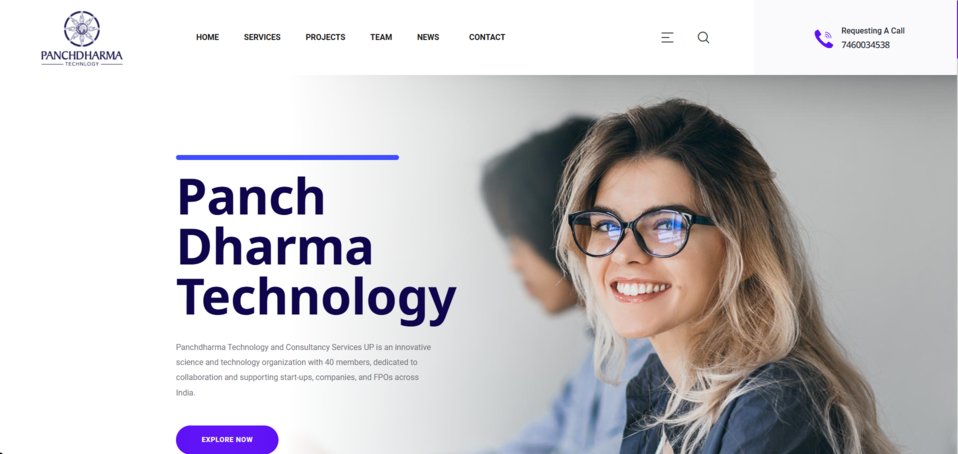 PANCHDHARMA
TECHNLOGY
HOME SERVICES PROJECTS TEAM NEWS CONTACT
Requesting A Call
7460034538
Panch
Dharma
Technology
Panchdharma Technology and Consultancy Services UP is an innovative
science and technology organization with 40 members, dedicated to
collaboration and supporting start-ups, companies, and FPOs across
India.
EXPLORE NOW